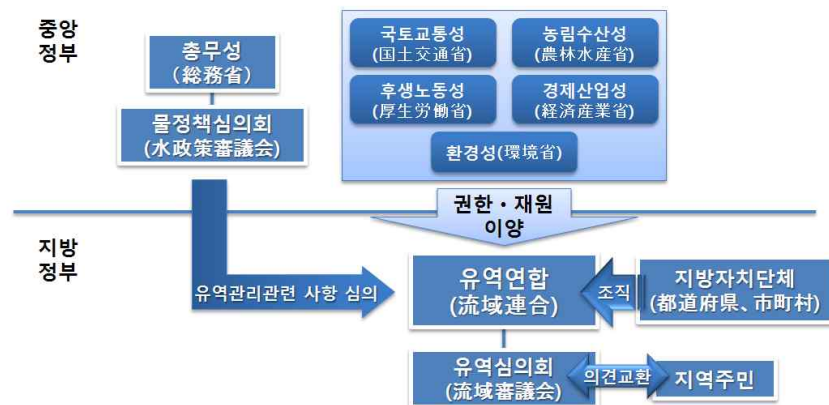 중앙
정부
총무성
(総務省)
물정책심의회
(水政策審議会)
국토교통성
(国土交通省)
농림수산성
(農林水産省)
후생노동성
(厚生労働省)
경제산업성
(経済産業省)
환경성(環境省)
권한・재원
이양
지방
정부
유역관리관련 사항 심의
유역연합
(流域連合)
조직
지방자치단체
(都道府県、市町村)
유역심의회
(流域審議会)
의견교환
지역주민